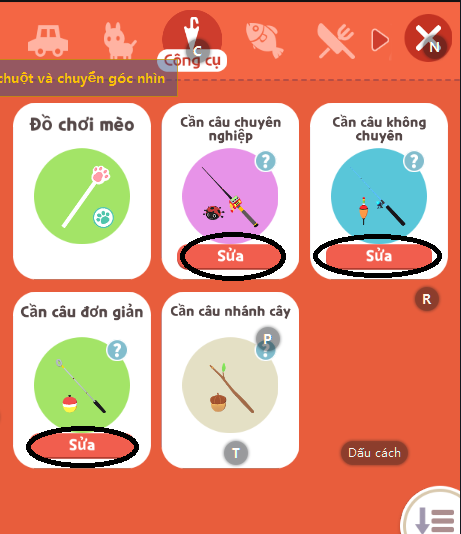 C
N
Công cụ
chuột và chuyển góc nhìn
Đồ chơi mèo
Cần câu chuyên
nghiệp
?
Sửa
Cần câu không
chuyên
?
Sửa
R
Cần câu đơn giản
?
Sửa
Cần câu nhánh cây
P
?
T
Dấu cách